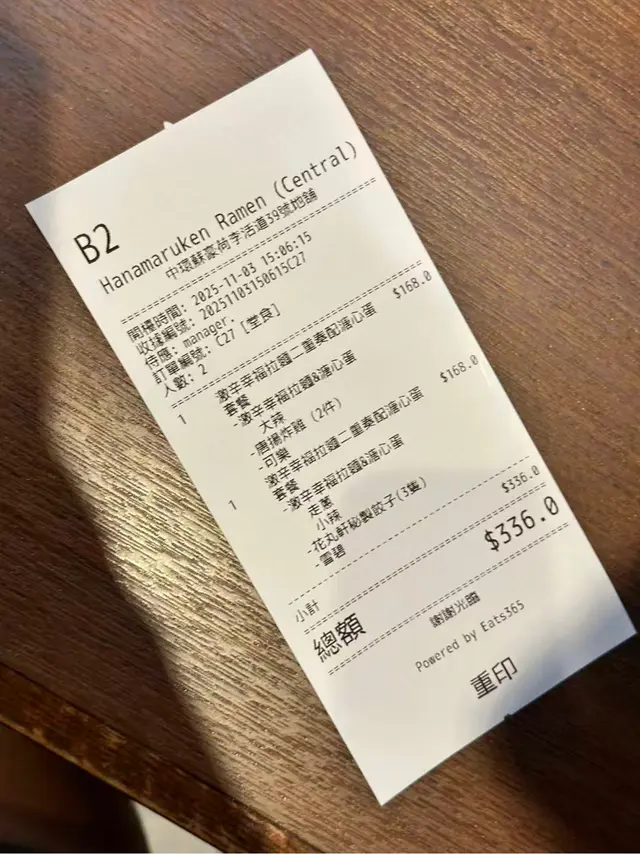 B2
Hanamaruken Ramen (Central)
中環蘇豪荷李活道39號地舖
開檯時間: 2025-11-03 15:06:15
收據編號: 20251103150615C27
侍應: manager.
訂單編號: C27 [堂食]
人數: 2
1 激辛幸福拉麵二重奏配溏心蛋 $168.0
套餐
-激辛幸福拉麵&溏心蛋
大辣
-唐揚炸雞 (2件)
-可樂
1 激辛幸福拉麵二重奏配溏心蛋 $168.0
套餐
-激辛幸福拉麵&溏心蛋
走蔥
小辣
-花丸軒秘製餃子(3隻)
-雪碧
小計 $336.0
總額 $336.0
謝謝光臨
Powered by Eats365
重印